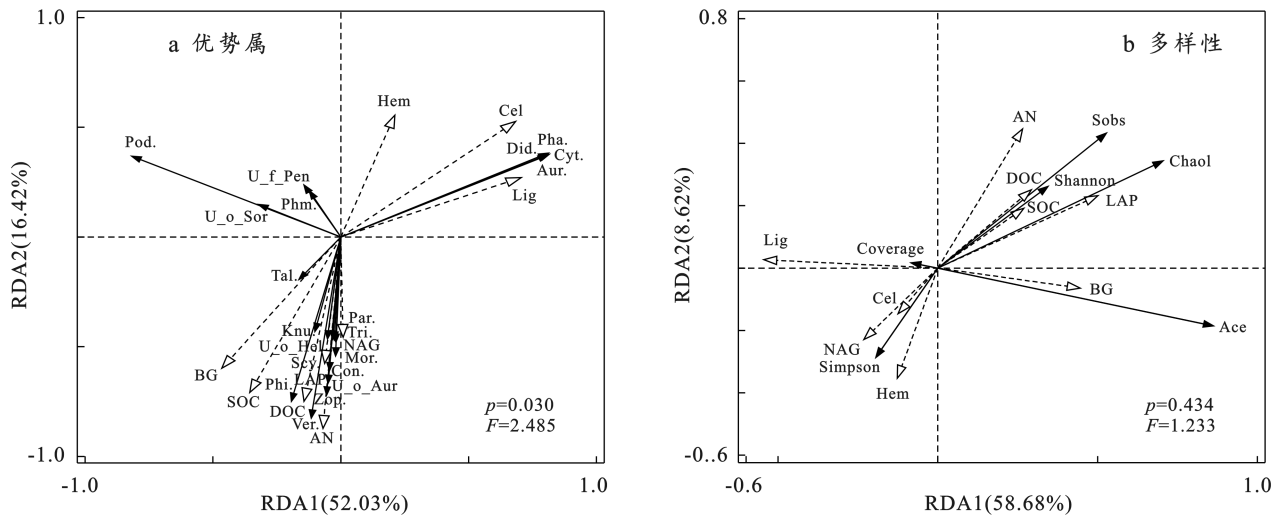 1.0
a 优势属
Hem
Cel
Pod.
Did.
Pha.
Cyt.
Aur.
U_f_Pen
Lig
Phm.
U_o_Sor
RDA2(16.42%)
Tal.
Par.
Knu.
Tri.
U_o_Hel.
NAG
Scy.
Mor.
BG
Con.
Phi.
LAP
U_o_Aur
SOC
Zop.
DOC
Ver.
AN
p=0.030
F=2.485
-1.0
-1.0
1.0
RDA1(52.03%)
0.8
b 多样性
AN
Sobs
Chaol
DOC
Shannon
LAP
SOC
Lig
Coverage
RDA2(8.62%)
Cel
BG
Ace
NAG
Simpson
Hem
p=0.434
F=1.233
-0..6
-0.6
1.0
RDA1(58.68%)